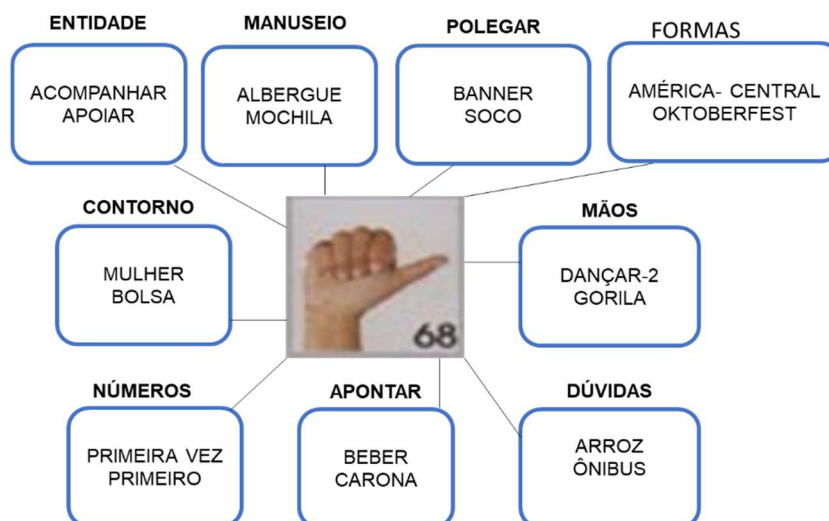 ENTIDADE
ACOMPANHAR
APOIAR
MANUSEIO
ALBERGUE
MOCHILA
POLEGAR
BANNER
SOCO
FORMAS
AMÉRICA- CENTRAL
OKTOBERFEST
CONTORNO
MULHER
BOLSA
68
MÃOS
DANÇAR-2
GORILA
NÚMEROS
PRIMEIRA VEZ
PRIMEIRO
APONTAR
BEBER
CARONA
DÚVIDAS
ARROZ
ÔNIBUS